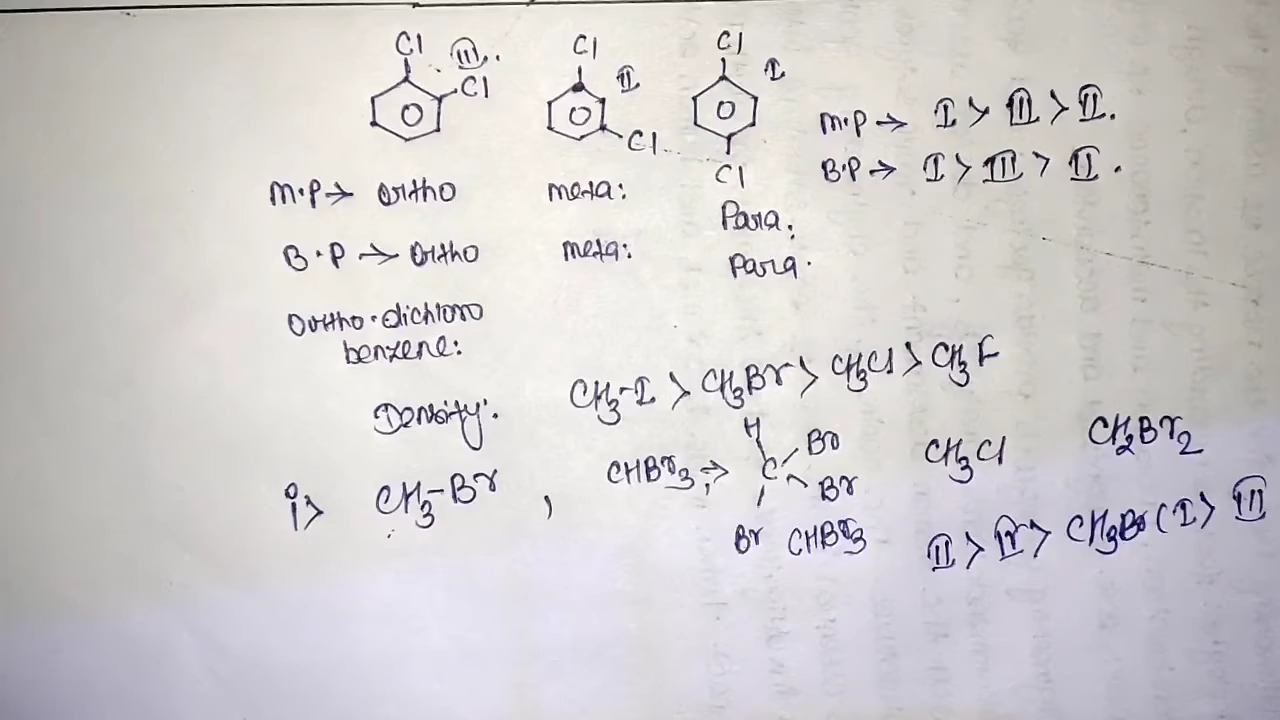 Cl III. Cl II Cl I
Cl Cl Cl
M.P → I > III > II.
B.P → I > III > II.
M.P → Ortho meta: Para:
B.P → Ortho meta: Para.
Ortho-dichloro
benzene:
Density: CH3-I > CH3Br > CH3Cl > CH3F
i> CH3-Br , CHBr3; → H C Br Br Br CHBr3 CH3Cl CH2Br2
II > IV > CH3Br (I > III